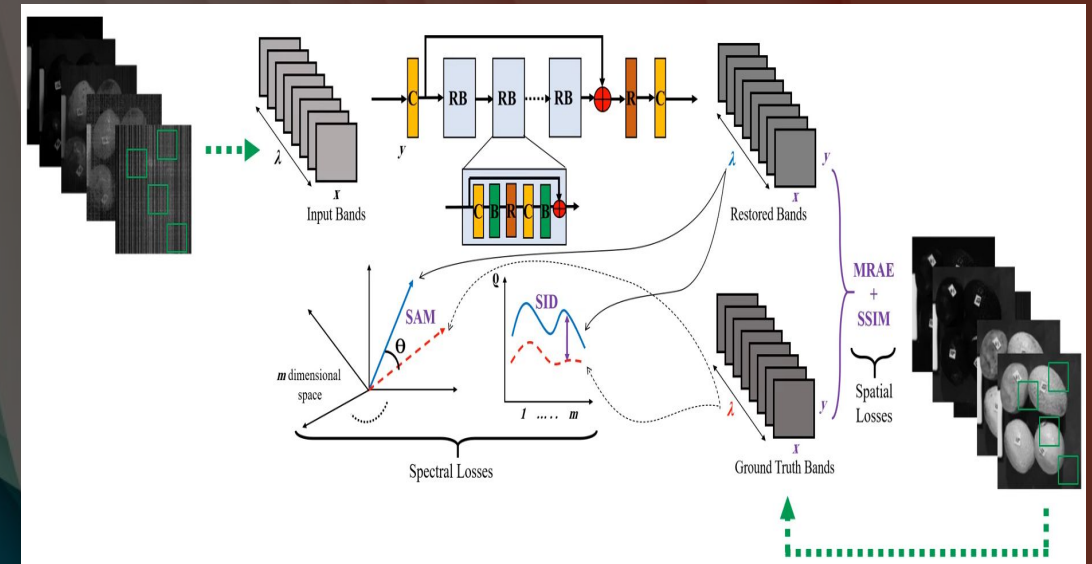 C
RB
RB
RB
+
R
C
y
λ
x
Input Bands
C
B
R
C
B
+
λ
y
x
Restored Bands
SAM
θ
m dimensional
space
Q
SID
1 ..... m
Spectral Losses
λ
y
x
Ground Truth Bands
MRAE
+
SSIM
Spatial
Losses